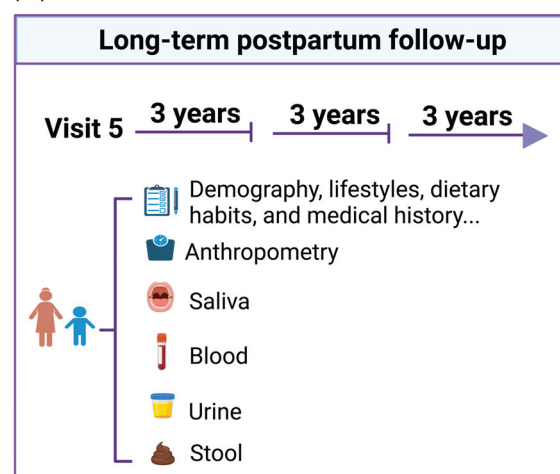 Long-term postpartum follow-up
Visit 5 3 years 3 years 3 years
Demography, lifestyles, dietary
habits, and medical history...
Anthropometry
Saliva
Blood
Urine
Stool